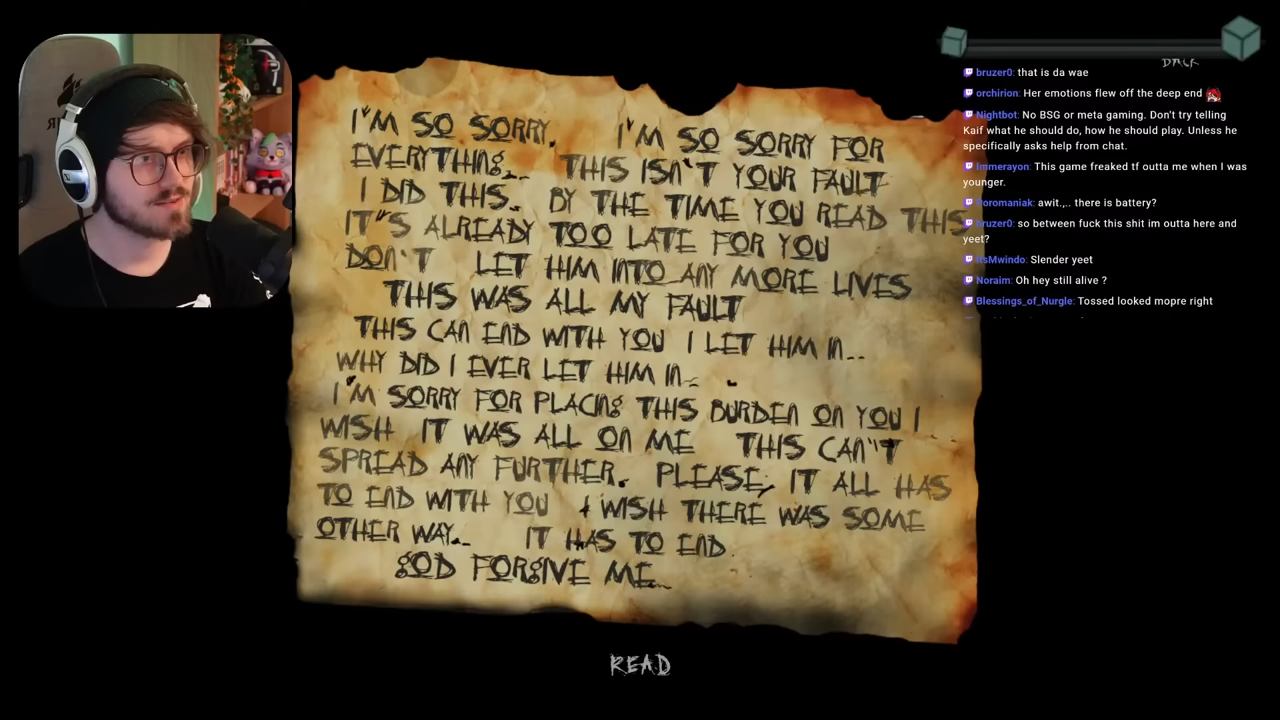 I'M SO SORRY. I'M SO SORRY FOR
EVERYTHING... THIS ISN'T YOUR FAULT
I DID THIS. BY THE TIME YOU READ THIS
IT'S ALREADY TOO LATE FOR YOU
DON'T LET HIM INTO ANY MORE LIVES
THIS WAS ALL MY FAULT
THIS CAN END WITH YOU I LET HIM IN..
WHY DID I EVER LET HIM IN..
I'M SORRY FOR PLACING THIS BURDEN ON YOU I
WISH IT WAS ALL ON ME THIS CAN'T
SPREAD ANY FURTHER. PLEASE, IT ALL HAS
TO END WITH YOU I WISH THERE WAS SOME
OTHER WAY.. IT HAS TO END.
GOD FORGIVE ME...
READ
BACK
bruzer0: that is da wae
orchirion: Her emotions flew off the deep end
Nightbot: No BSG or meta gaming. Don't try telling
Kaif what he should do, how he should play. Unless he
specifically asks help from chat.
Immerayon: This game freaked tf outta me when I was
younger.
Poromaniak: awit.,.. there is battery?
bruzer0: so between fuck this shit im outta here and
yeet?
ItsMwindo: Slender yeet
Noraim: Oh hey still alive ?
Blessings_of_Nurgle: Tossed looked mopre right